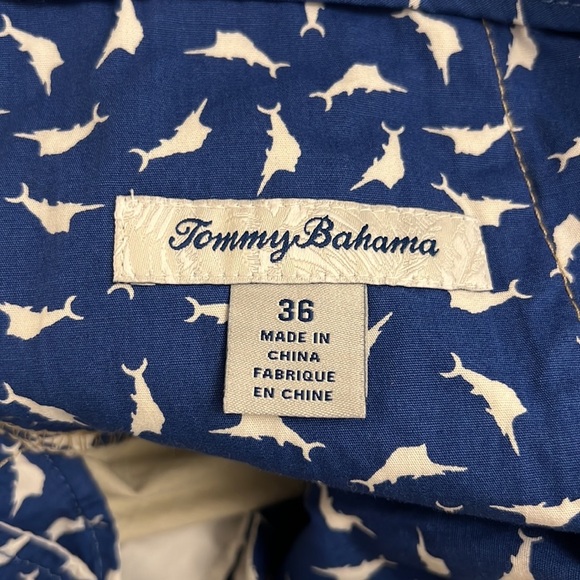 Tommy Bahama
36
MADE IN
CHINA
FABRIQUE
EN CHINE